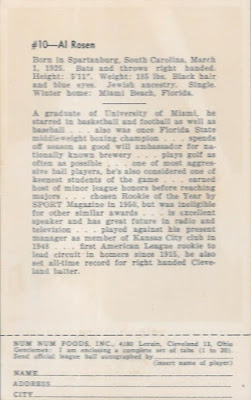 #10—Al Rosen
Born in Spartanburg, South Carolina, March
1, 1925. Bats and throws right handed.
Height: 5'11". Weight: 185 lbs. Black hair
and blue eyes. Jewish ancestry. Single.
Winter home: Miami Beach, Florida.
A graduate of University of Miami, he
starred in basketball and football as well as
baseball . . . also was once Florida State
middleweight boxing champion . . . spends
off season as good will ambassador for na-
tionally known brewery . . . plays golf as
often as possible . . . one of most aggres-
sive ball players, he's also considered one of
keenest students of the game . . . earned
host of minor league honors before reaching
majors . . . chosen Rookie of the Year by
SPORT Magazine in 1950, but was ineligible
for other similar awards . . . is excellent
speaker and has great future in radio and
television . . . played against his present
manager as member of Kansas City club in
1948 . . . first American League rookie to
lead circuit in homers since 1915, he also
set all-time record for right handed Cleve-
land batter.
NUM NUM FOODS, INC., 4180 Lorain, Cleveland 13, Ohio
Gentlemen: I am enclosing a complete set of tabs (1 to 20).
Send official league ball autographed by
(insert name of player)
NAME
ADDRESS
CITY